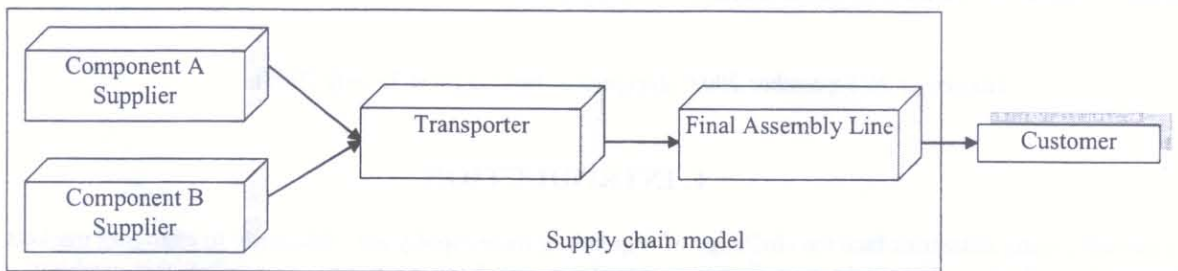 Component A
Supplier
Transporter
Final Assembly Line
Customer
Component B
Supplier
Supply chain model